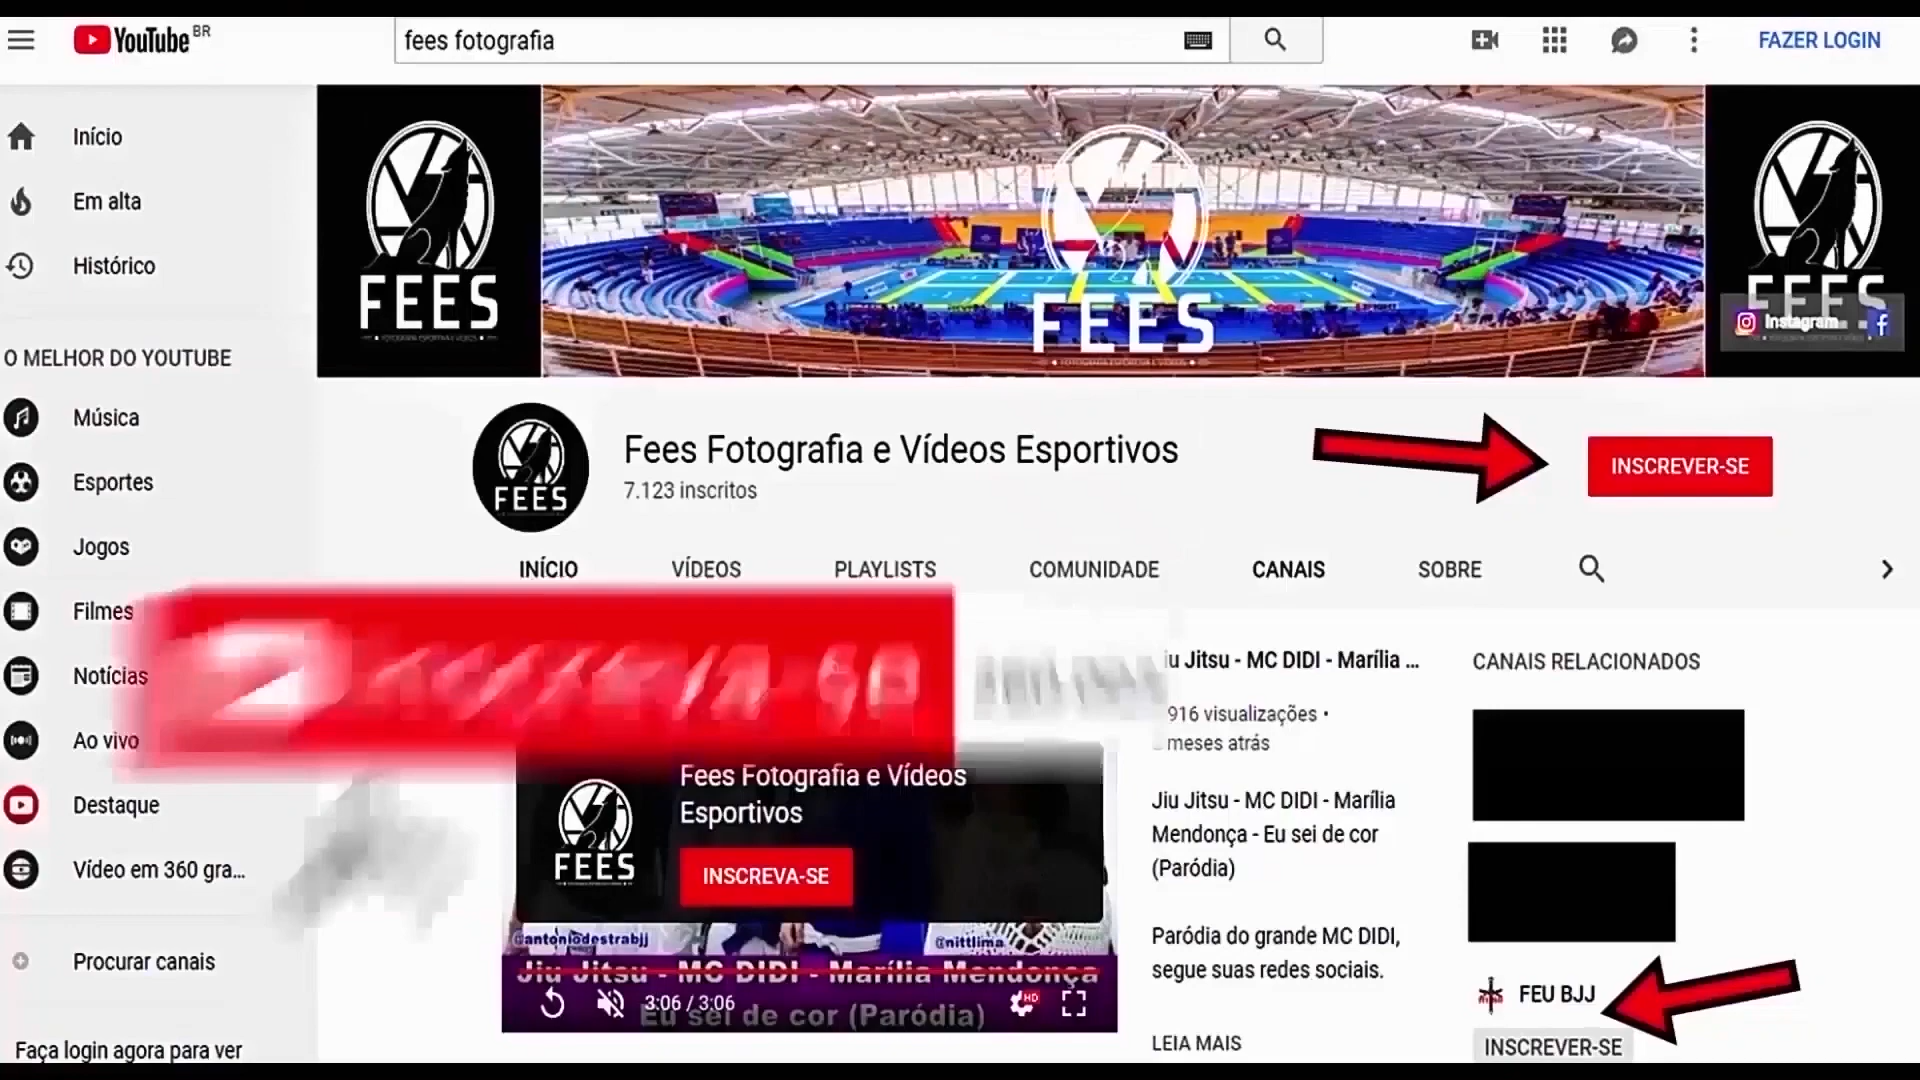 YouTube BR
fees fotografia
FAZER LOGIN
Início
Em alta
Histórico
O MELHOR DO YOUTUBE
Música
Esportes
Jogos
Filmes
Notícias
Ao vivo
Destaque
Vídeo em 360 gra...
Procurar canais
Faça login agora para ver
FEES
FEES
FEES
Instagram
FEES
Fees Fotografia e Vídeos Esportivos
7.123 inscritos
INSCREVER-SE
INÍCIO
VÍDEOS
PLAYLISTS
COMUNIDADE
CANAIS
SOBRE
Fees Fotografia e Vídeos
Esportivos
FEES
INSCREVA-SE
@antoniodestrabjj
@nittlima
Jiu Jitsu - MC DIDI - Marília Mendonça
Eu sei de cor (Paródia)
3:06 / 3:06
HD
iu Jitsu - MC DIDI - Marília ...
916 visualizações •
meses atrás
Jiu Jitsu - MC DIDI - Marília
Mendonça - Eu sei de cor
(Paródia)
Paródia do grande MC DIDI,
segue suas redes sociais.
LEIA MAIS
CANAIS RELACIONADOS
FEU BJJ
INSCREVER-SE